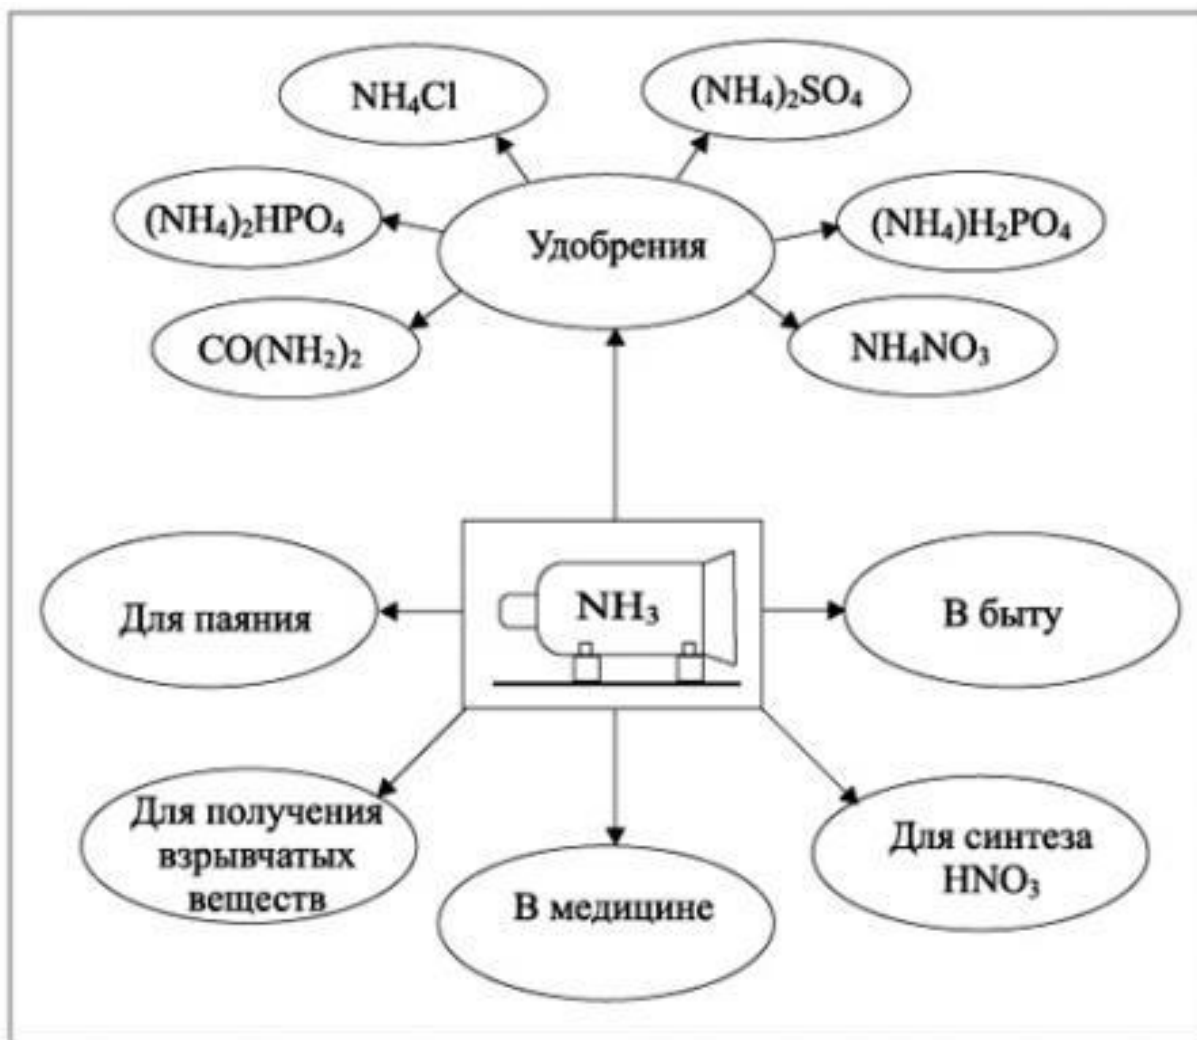 NH₄Cl
(NH₄)₂SO₄
(NH₄)₂HPO₄
Удобрения
(NH₄)H₂PO₄
CO(NH₂)₂
NH₄NO₃
Для паяния
NH₃
В быту
Для получения
взрывчатых
веществ
В медицине
Для синтеза
HNO₃